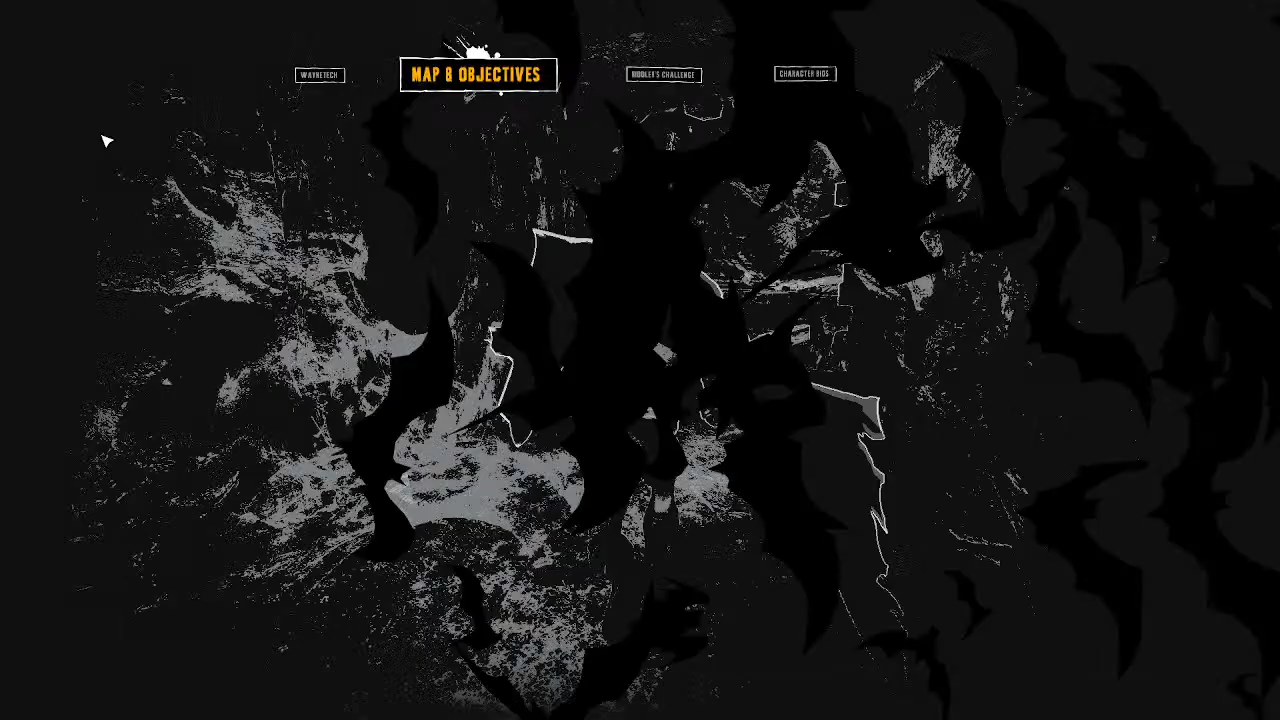 WAYNETECH
MAP & OBJECTIVES
RIDDLER'S CHALLENGE
CHARACTER BIOS